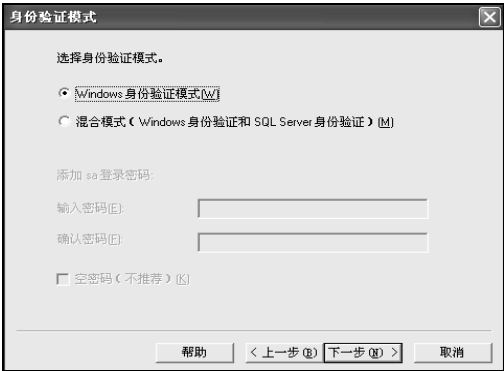 身份验证模式
选择身份验证模式。
Windows 身份验证模式(W)
混合模式(Windows 身份验证和 SQL Server 身份验证)(M)
添加 sa 登录密码:
输入密码(E):
确认密码(F):
空密码(不推荐)(K)
帮助 < 上一步(B) 下一步(N) > 取消